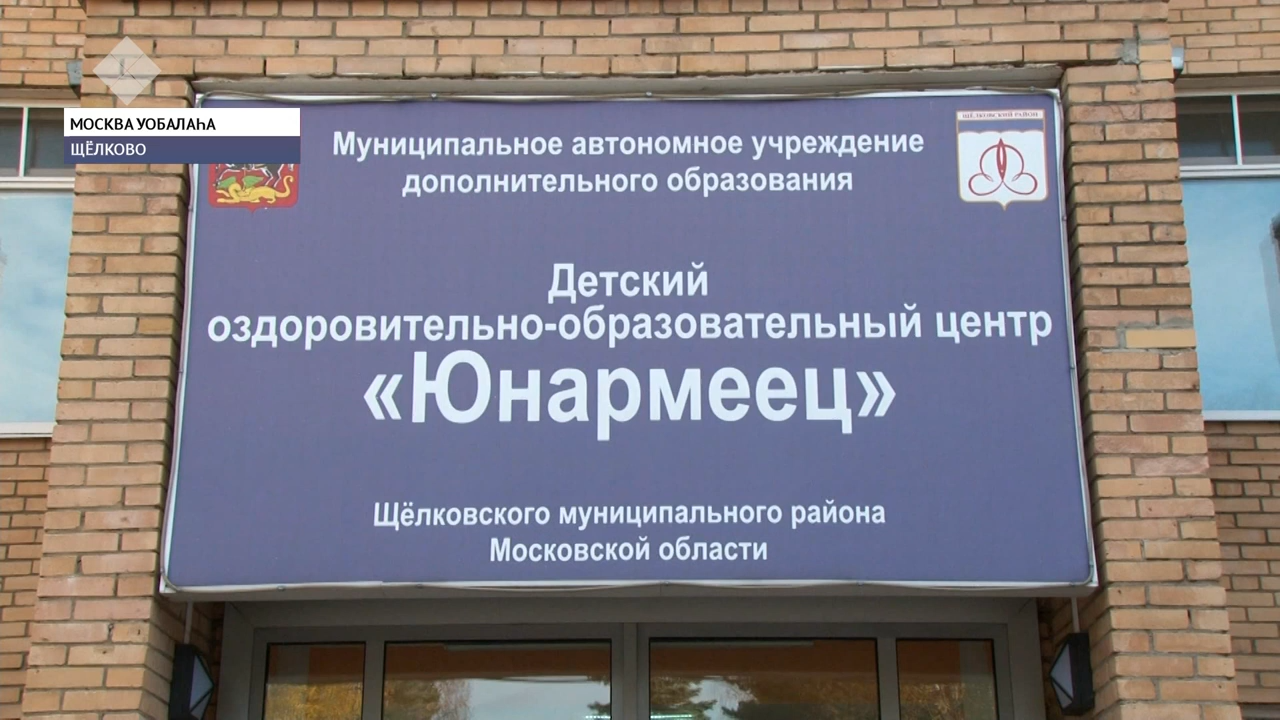 МОСКВА УОБАЛАҺА
ЩЁЛКОВО
ЩЁЛКОВСКИЙ РАЙОН
Муниципальное автономное учреждение
дополнительного образования
Детский
оздоровительно-образовательный центр
«Юнармеец»
Щёлковского муниципального района
Московской области